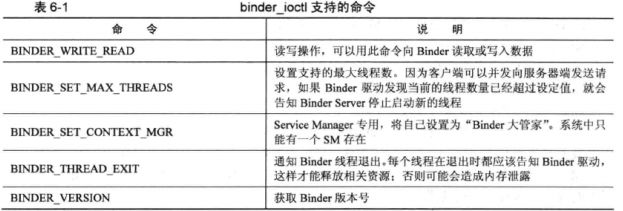 表 6-1 binder_ioctl 支持的命令
命 令 说 明
BINDER_WRITE_READ 读写操作，可以用此命令向 Binder 读取或写入数据
BINDER_SET_MAX_THREADS 设置支持的最大线程数。因为客户端可以并发向服务器端发送请
求，如果 Binder 驱动发现当前的线程数量已经超过设定值，就会
告知 Binder Server 停止启动新的线程
BINDER_SET_CONTEXT_MGR Service Manager 专用，将自己设置为“Binder 大管家”。系统中只
能有一个 SM 存在
BINDER_THREAD_EXIT 通知 Binder 线程退出。每个线程在退出时都应该告知 Binder 驱动，
这样才能释放相关资源；否则可能会造成内存泄露
BINDER_VERSION 获取 Binder 版本号